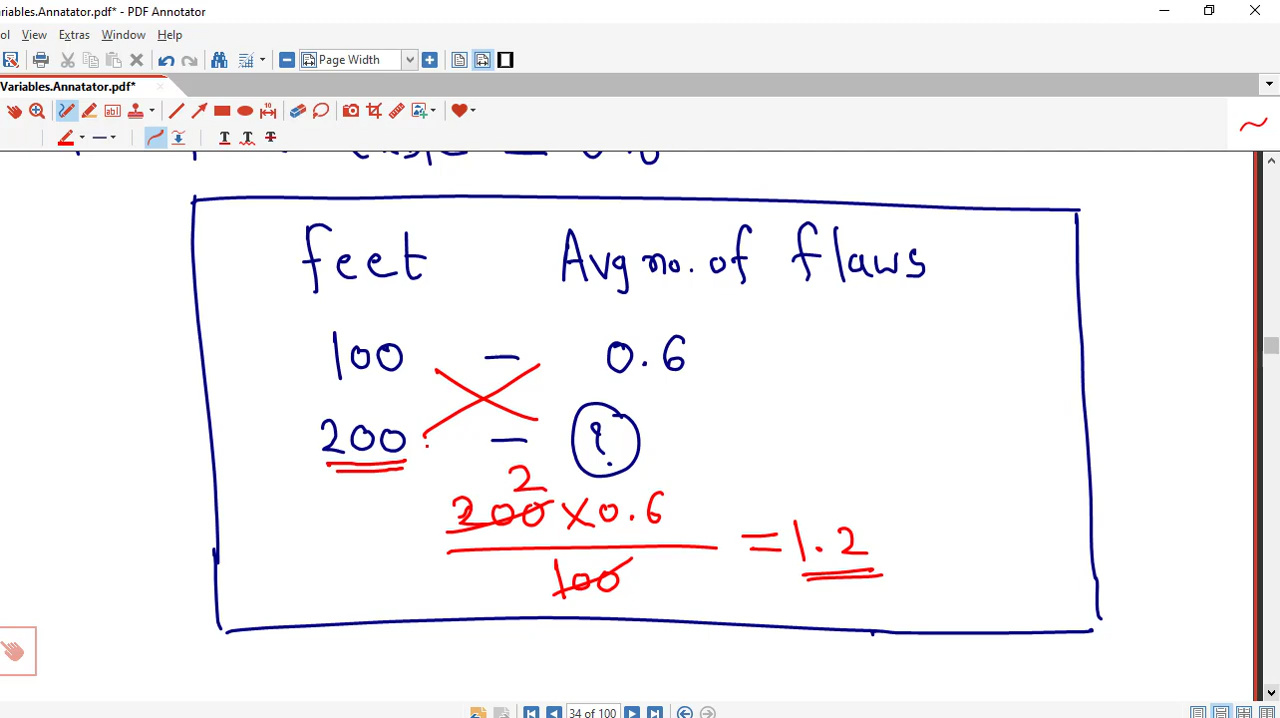 ariables.Annatator.pdf* - PDF Annotator
ol View Extras Window Help
Page Width
Variables.Annatator.pdf*
feet Avg no. of flaws
100 - 0.6
200 - ?
2
200 × 0.6
100
= 1.2
34 of 100